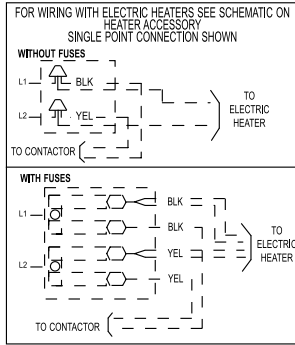 FOR WIRING WITH ELECTRIC HEATERS SEE SCHEMATIC ON
HEATER ACCESSORY
SINGLE POINT CONNECTION SHOWN
WITHOUT FUSES
L1
BLK
L2
YEL
TO
ELECTRIC
HEATER
TO CONTACTOR
WITH FUSES
BLK
L1
BLK
YEL
L2
YEL
TO
ELECTRIC
HEATER
TO CONTACTOR